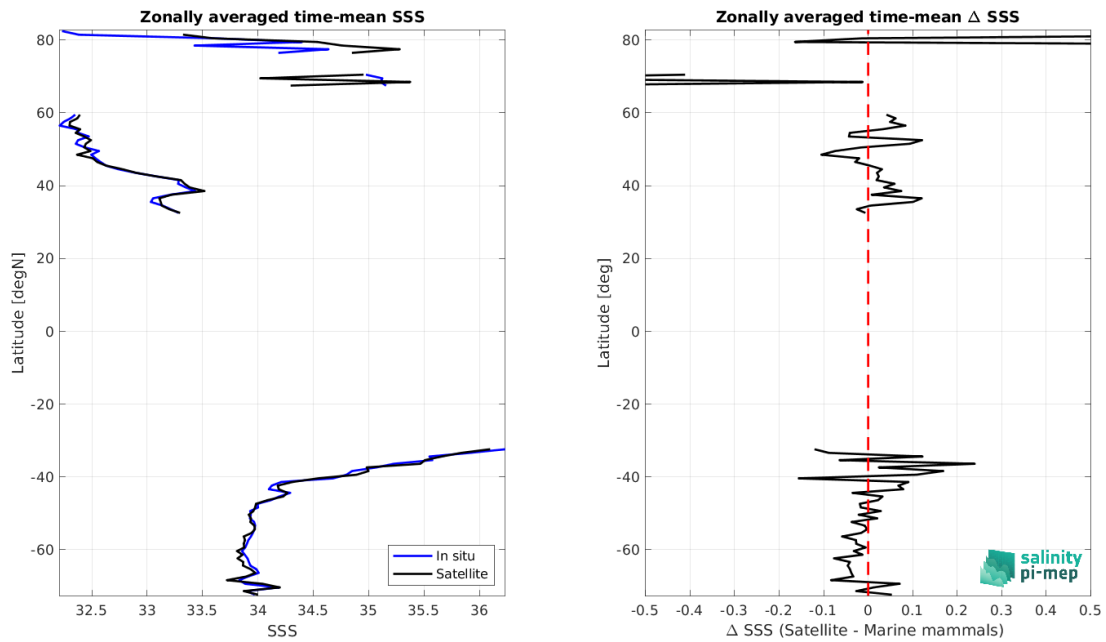 Zonally averaged time-mean SSS
80
60
40
20
0
-20
-40
-60
Latitude [degN]
32.5 33 33.5 34 34.5 35 35.5 36
SSS
In situ
Satellite
Zonally averaged time-mean Δ SSS
80
60
40
20
0
-20
-40
-60
Latitude [deg]
-0.5 -0.4 -0.3 -0.2 -0.1 0 0.1 0.2 0.3 0.4 0.5
Δ SSS (Satellite - Marine mammals)
salinity
pi-mep